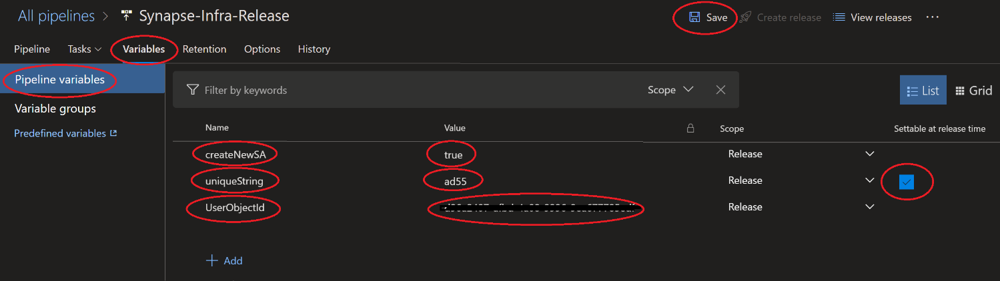 All pipelines > Synapse-Infra-Release
Save Create release View releases ...
Pipeline Tasks Variables Retention Options History
Pipeline variables
Variable groups
Predefined variables
Filter by keywords Scope
List Grid
Name Value Scope Settable at release time
createNewSA true Release
uniqueString ad55 Release
UserObjectId Release
+ Add